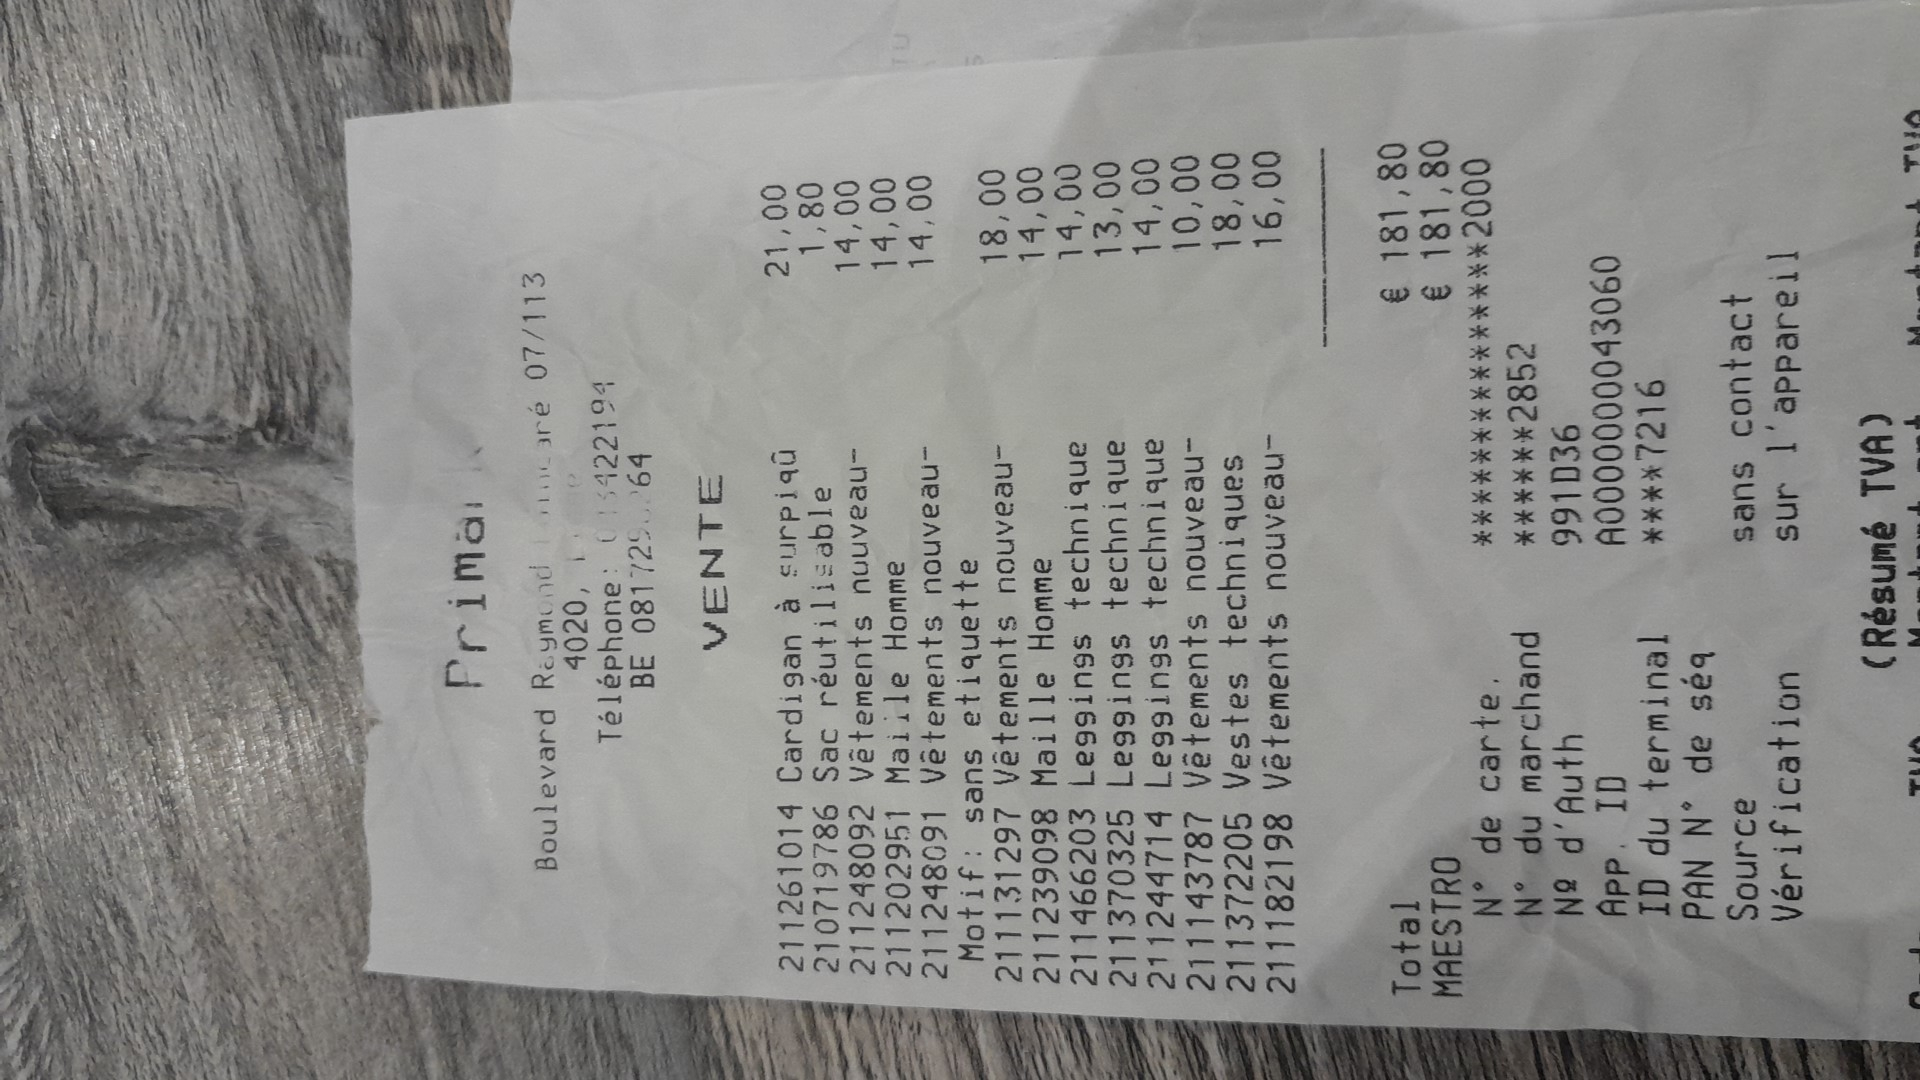 Primark
Boulevard Raymond Poincaré 07/113
4020,
Téléphone:
BE
VENTE
211261014 Cardigan à surpiqû 21,00
210719786 Sac réutilisable 1,80
211248092 Vêtements nouveau- 14,00
211202951 Maille Homme 14,00
211248091 Vêtements nouveau- 14,00
Motif: sans etiquette
211131297 Vêtements nouveau- 18,00
211239098 Maille Homme 14,00
211466203 Leggings technique 14,00
211370325 Leggings technique 13,00
211244714 Leggings technique 14,00
211143787 Vêtements nouveau- 10,00
211372205 Vestes techniques 18,00
211182198 Vêtements nouveau- 16,00
Total € 181,80
MAESTRO € 181,80
N° de carte. ***************2000
N° du marchand ******2852
Nº d'Auth 991D36
APP. ID A0000000043060
ID du terminal ****7216
PAN N° de séq
Source sans contact
Vérification sur l'appareil
(Résumé TVA)